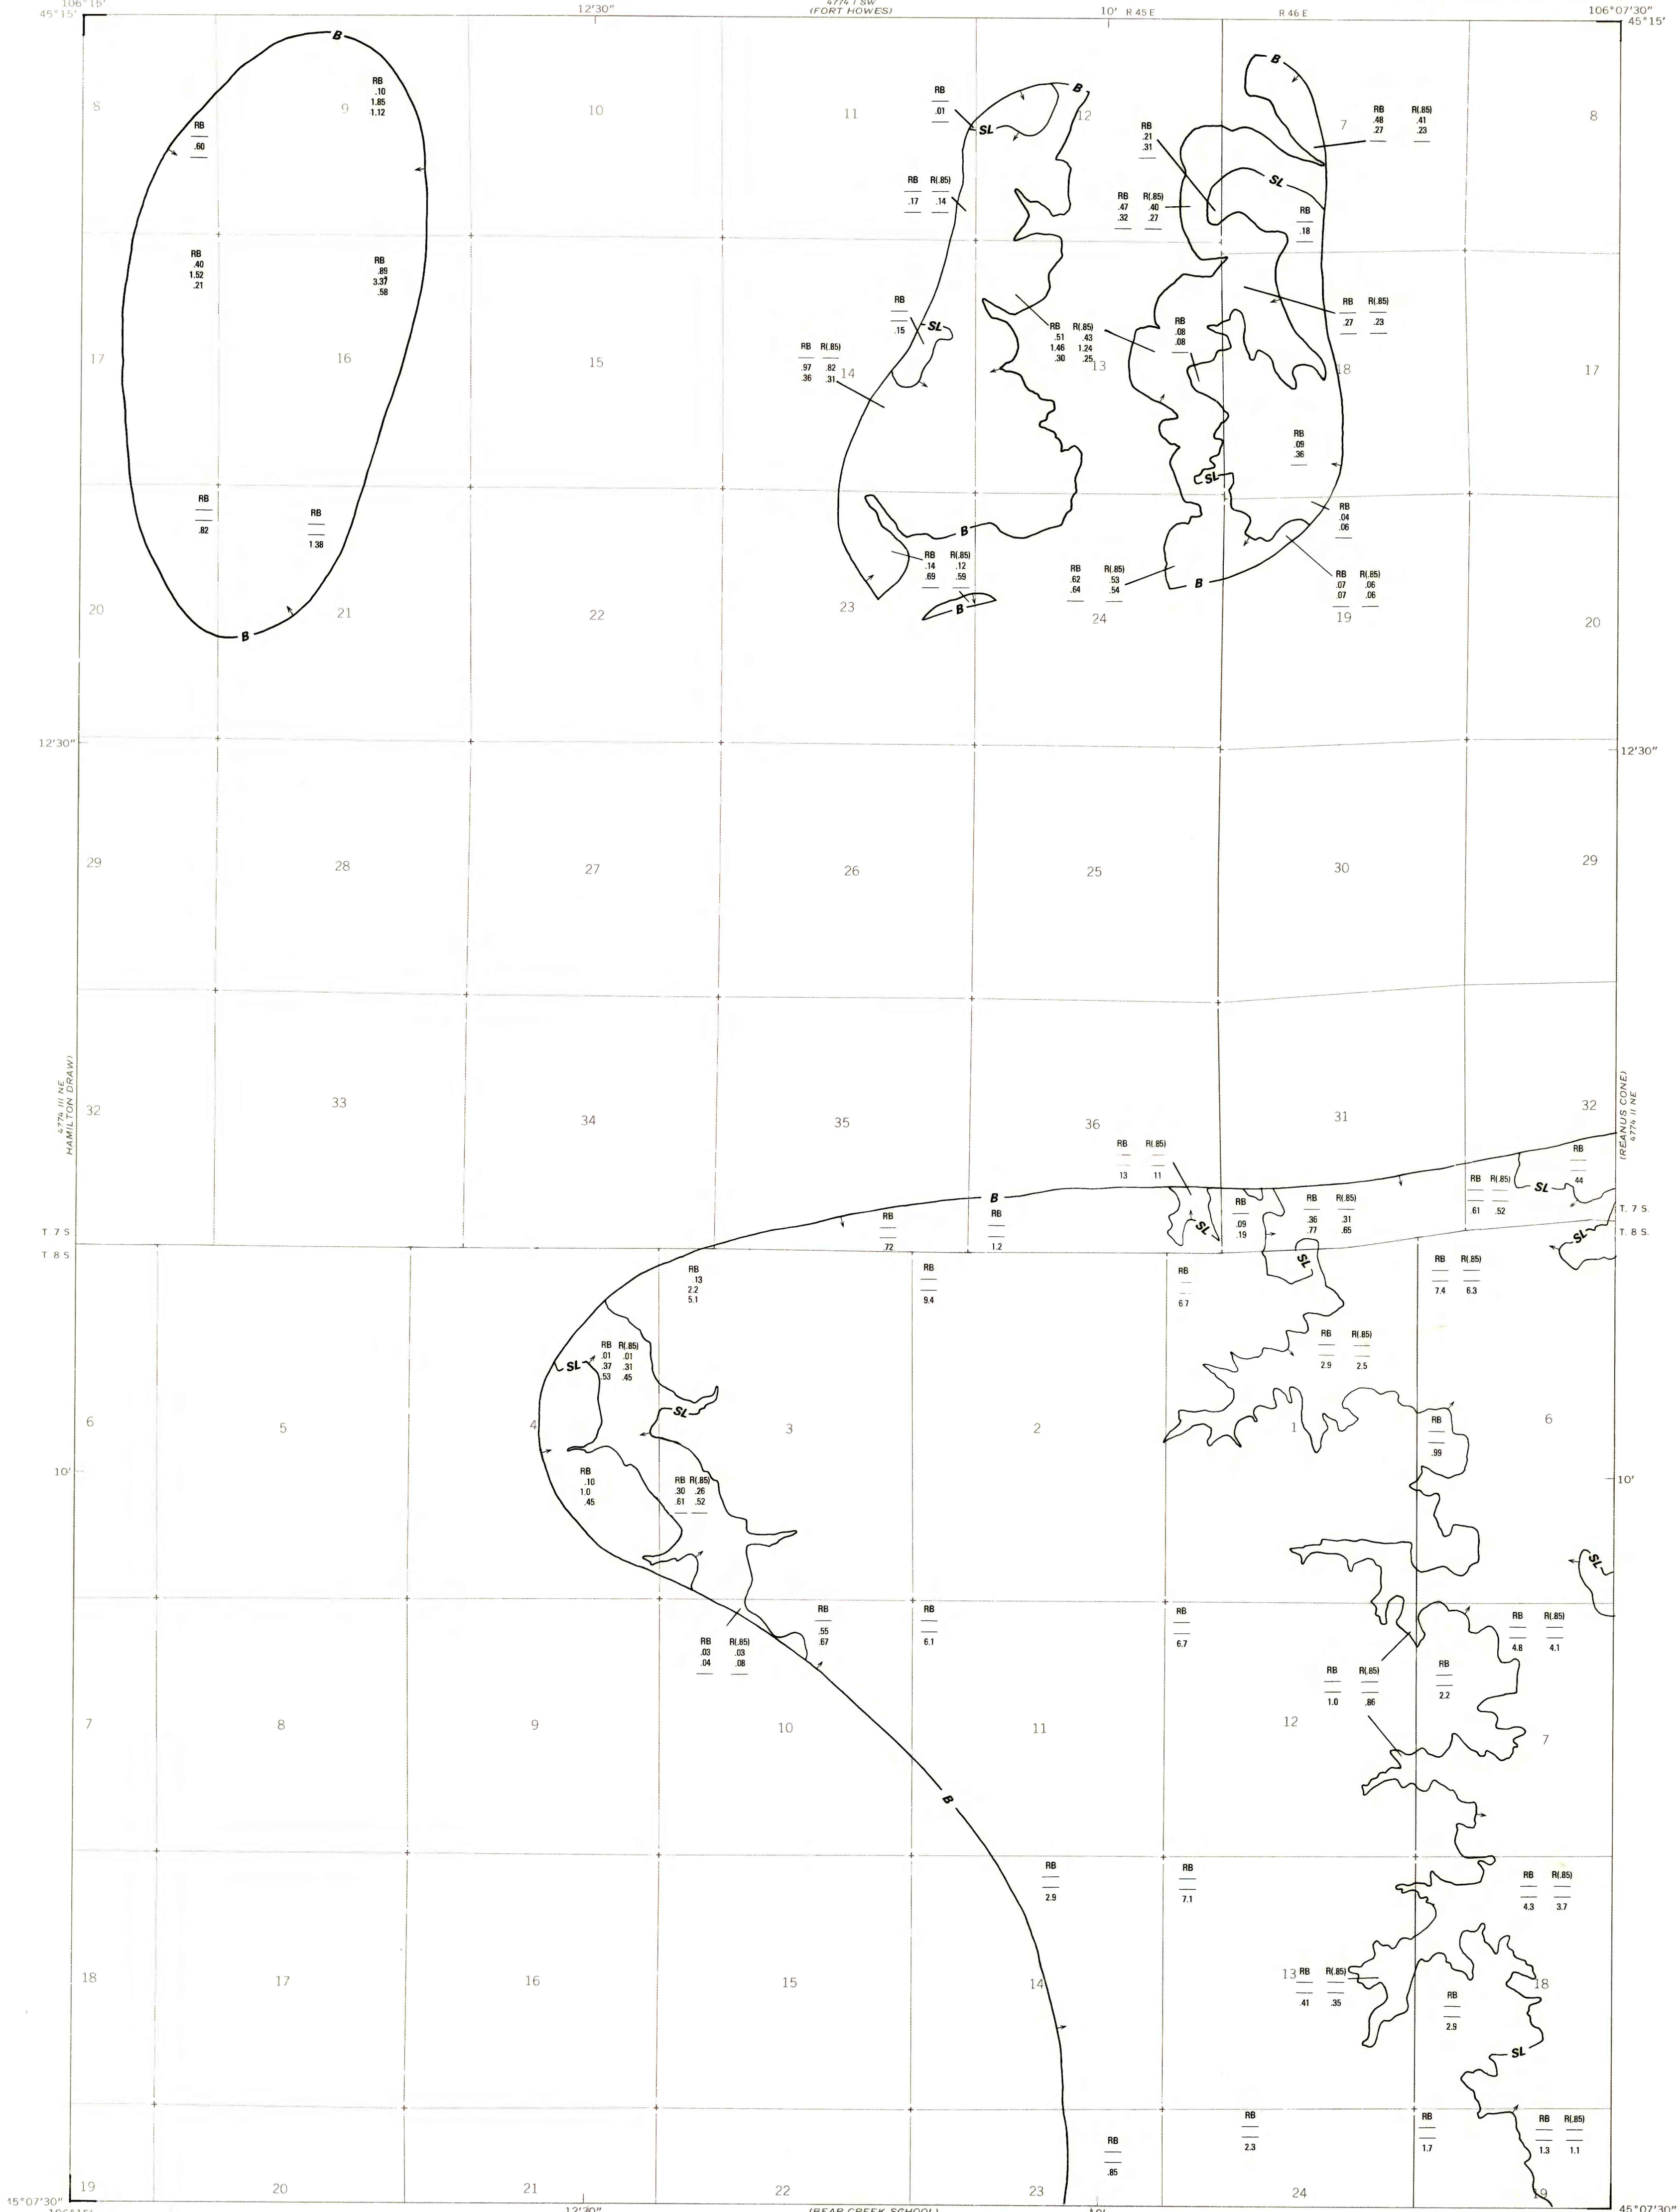 106°15' 12'30" 4774 I SW 10' R 45 E R 46 E 106°07'30"
45°15' (FORT HOWES) 45°15'
B
B
B
RB
.10
1.85
1.12
8
9
10
11
12
7
8
RB
.60
RB
.01
SL
RB
.21
.31
RB R(.85)
.48 .41
.27 .23
SL
RB R(.85)
.17 .14
RB R(.85)
.47 .40
.32 .27
RB
.18
RB
.40
1.52
.21
RB
.89
3.37
.58
RB
.15
SL
RB R(.85)
.27 .23
RB R(.85)
.51 .43
1.46 1.24
.30 .25
RB
.08
.08
RB R(.85)
.97 .82
.36 .31
17
16
15
14
13
18
17
RB
.09
.36
SL
RB
.82
RB
1.38
RB
.04
.06
B
RB R(.85)
.14 .12
.69 .59
RB R(.85)
.62 .53
.64 .54
B
RB R(.85)
.07 .06
.07 .06
B
B
20
21
22
23
24
19
20
12'30"
12'30"
29
28
27
26
25
30
29
4774 III NE
HAMILTON DRAW)
(REANUS CONE)
4774 II NE
32
33
34
35
36
31
32
RB R(.85)
13 11
RB
44
SL
RB R(.85)
.61 .52
B
RB
.72
RB
1.2
SL
RB
.09
.19
RB R(.85)
.36 .31
.77 .65
T. 7 S.
T. 8 S.
T. 7 S.
T. 8 S.
SL
SL
RB
13
2.2
5.1
RB
9.4
RB
6.7
RB R(.85)
7.4 6.3
RB R(.85)
.01 .01
.37 .31
.53 .45
SL
RB R(.85)
2.9 2.5
SL
6
5
4
3
2
1
6
RB
.99
10'
10'
RB
.10
1.0
.45
RB R(.85)
.30 .26
.61 .52
SL
RB
.55
.67
RB
6.1
RB
6.7
RB R(.85)
4.8 4.1
RB R(.85)
.03 .03
.04 .08
RB R(.85)
1.0 .86
RB
2.2
7
8
9
10
11
12
7
B
RB
2.9
RB
7.1
RB R(.85)
4.3 3.7
18
17
16
15
14
13
18
RB R(.85)
.41 .35
RB
2.9
SL
RB
.85
RB
2.3
RB
1.7
RB R(.85)
1.3 1.1
19
20
21
22
23
24
19
45°07'30"
45°07'30"
12'30"
(BEAR CREEK SCHOOL)
10'